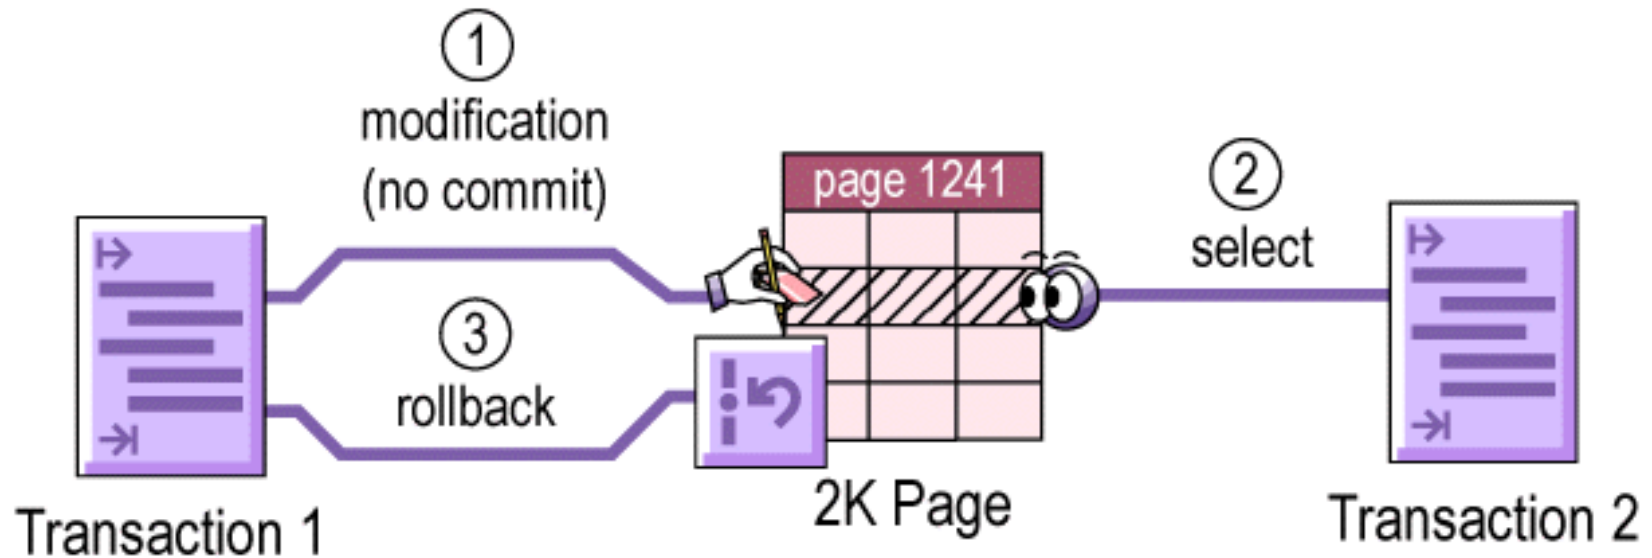 1
modification
(no commit)
page 1241
2
select
3
rollback
2K Page
Transaction 1
Transaction 2